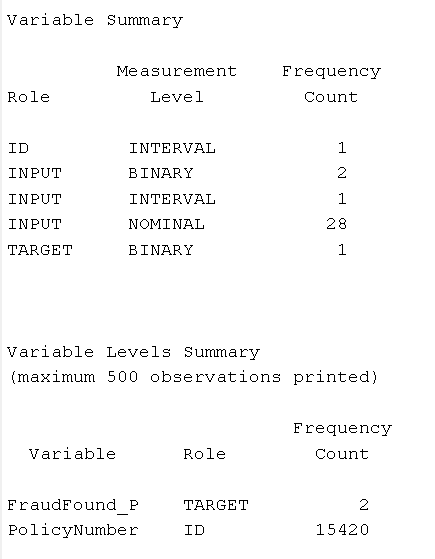 Variable Summary
Measurement Frequency
Role Level Count
ID INTERVAL 1
INPUT BINARY 2
INPUT INTERVAL 1
INPUT NOMINAL 28
TARGET BINARY 1
Variable Levels Summary
(maximum 500 observations printed)
Frequency
Variable Role Count
FraudFound_P TARGET 2
PolicyNumber ID 15420